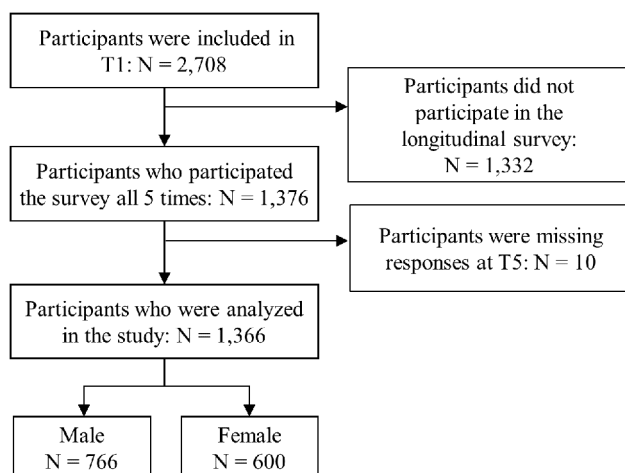 Participants were included in
T1: N = 2,708
Participants did not
participate in the
longitudinal survey:
N = 1,332
Participants who participated
the survey all 5 times: N = 1,376
Participants were missing
responses at T5: N = 10
Participants who were analyzed
in the study: N = 1,366
Male
N = 766
Female
N = 600